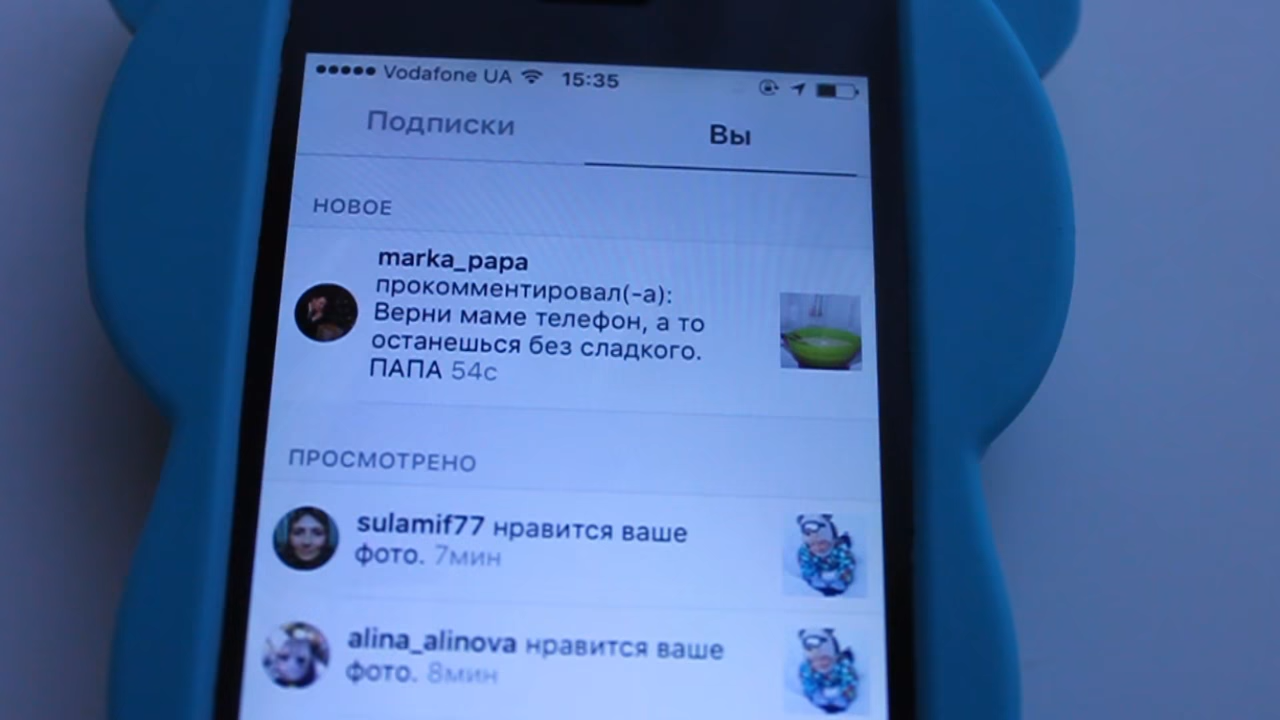 Vodafone UA 15:35
Подписки Вы
НОВОЕ
marka_papa
прокомментировал(-а):
Верни маме телефон, а то
останешься без сладкого.
ПАПА 54с
ПРОСМОТРЕНО
sulamif77 нравится ваше
фото. 7мин
alina_alinova нравится ваше
фото. 8мин